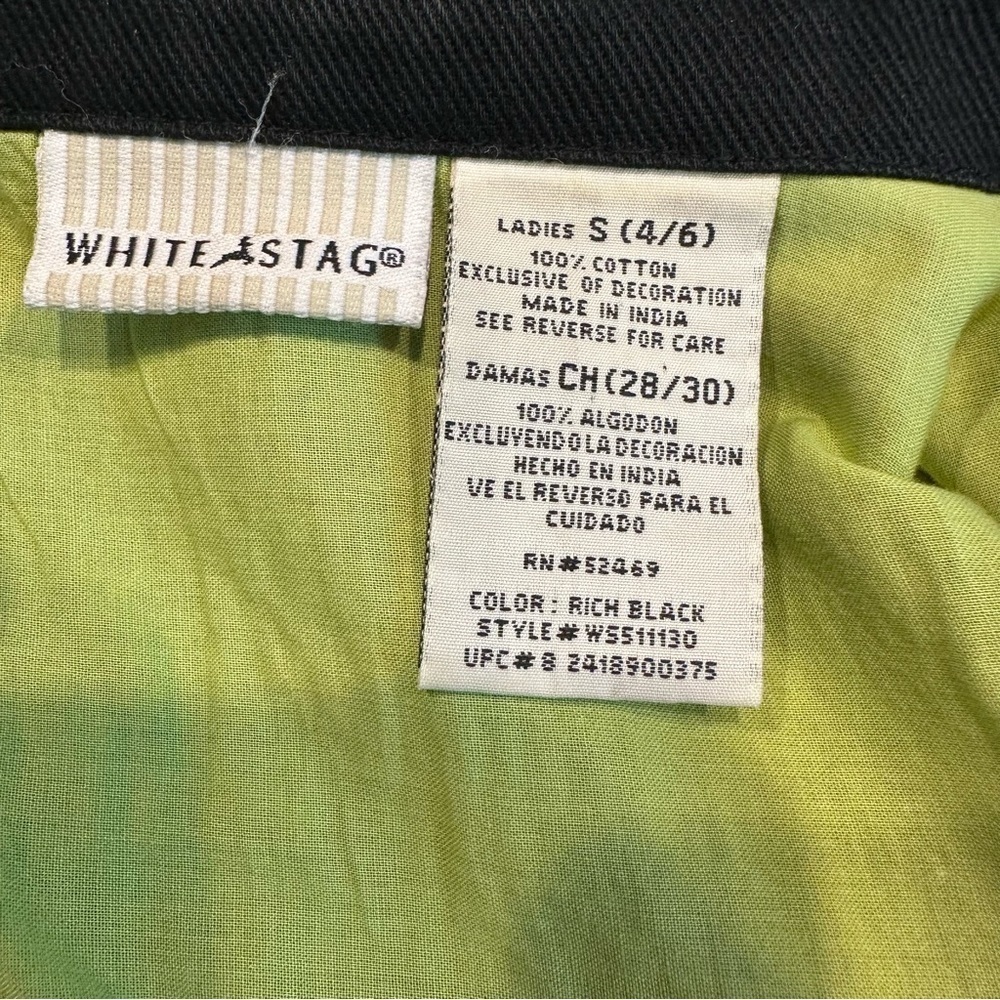 WHITE STAG®
LADIES S (4/6)
100% COTTON
EXCLUSIVE OF DECORATION
MADE IN INDIA
SEE REVERSE FOR CARE
DAMAS CH (28/30)
100% ALGODON
EXCLUYENDO LA DECORACION
HECHO EN INDIA
VE EL REVERSO PARA EL
CUIDADO
RN#52469
COLOR: RICH BLACK
STYLE# WS511130
UPC# 8 2418900375